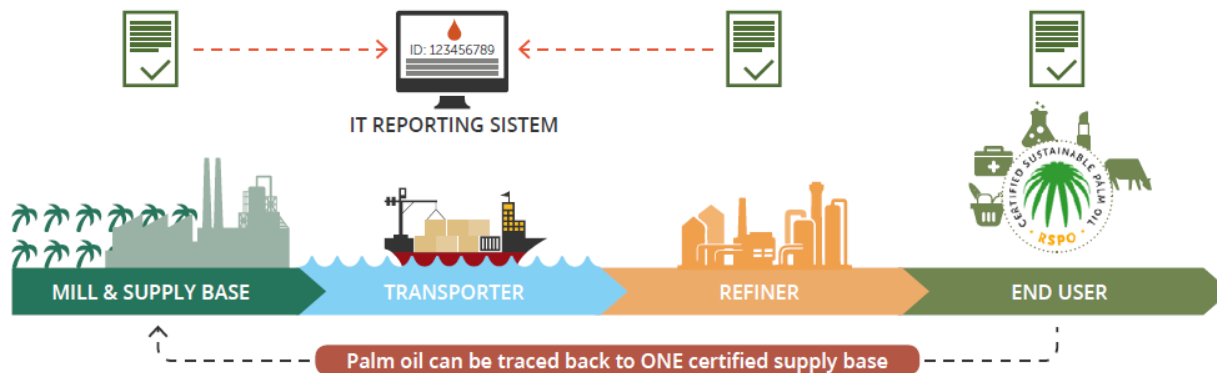 ID: 123456789
IT REPORTING SISTEM
CERTIFIED SUSTAINABLE PALM OIL
RSPO
MILL & SUPPLY BASE
TRANSPORTER
REFINER
END USER
Palm oil can be traced back to ONE certified supply base